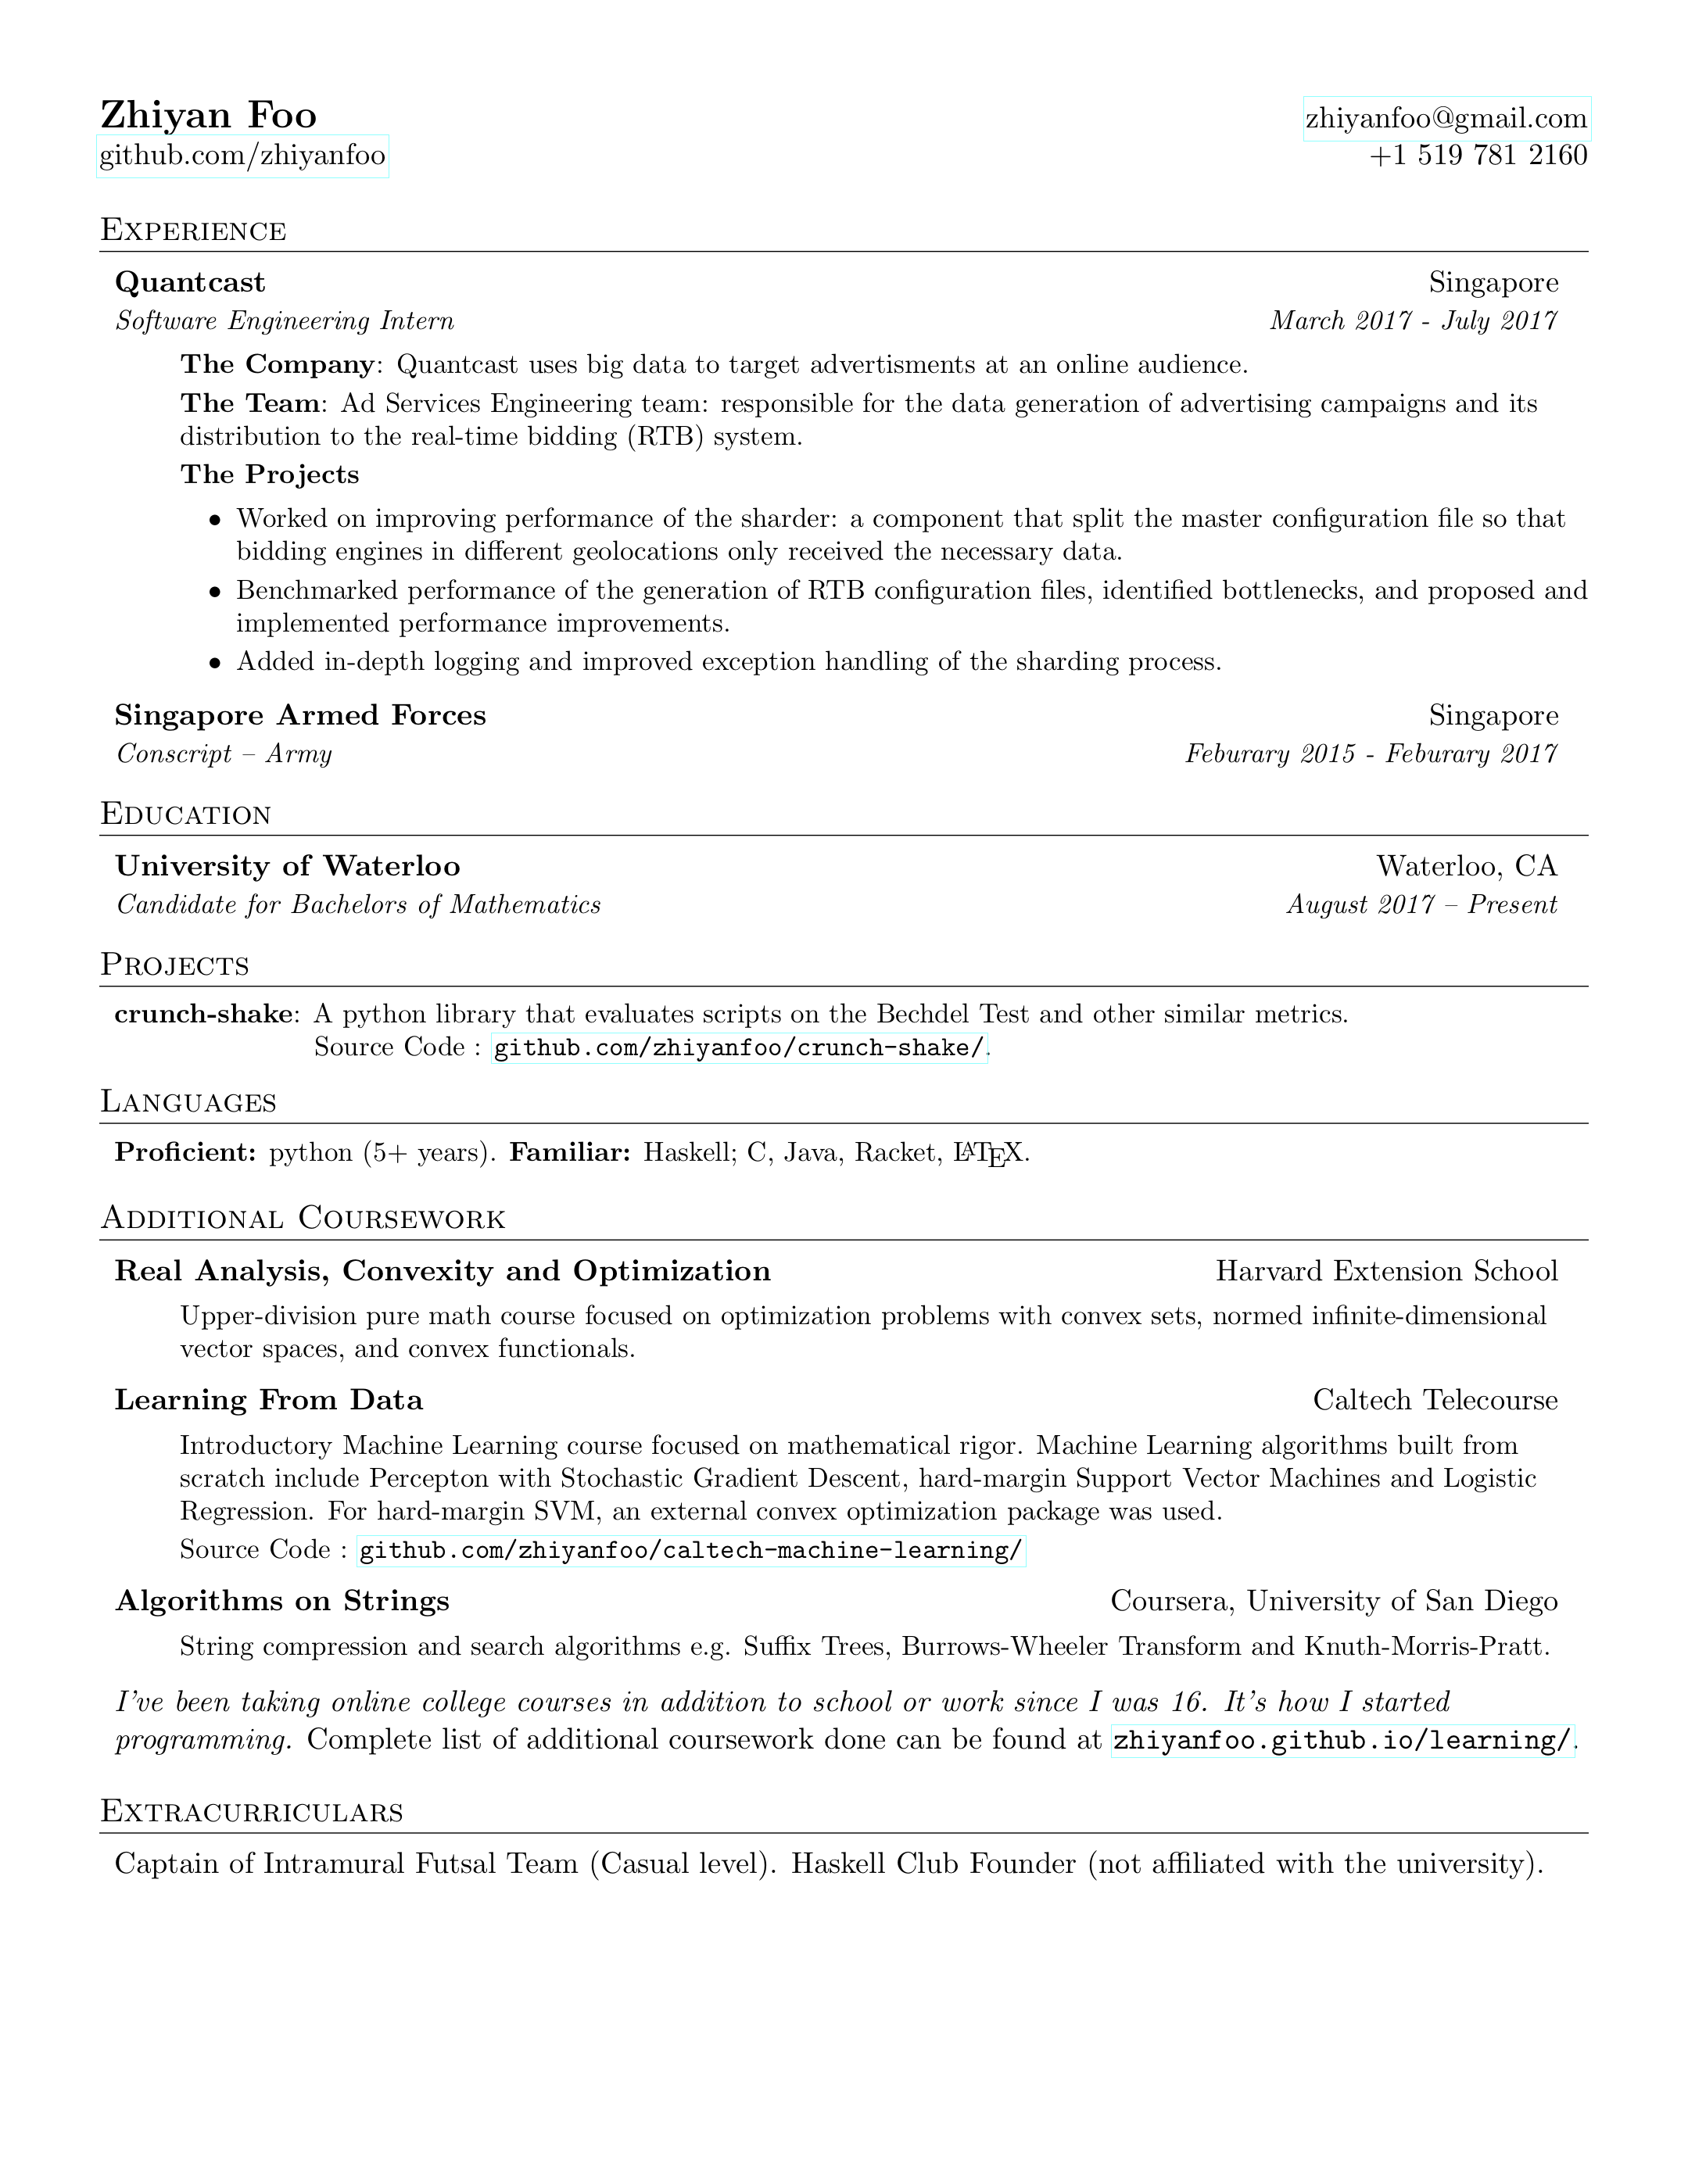 Zhiyan Foo
zhiyanfoo@gmail.com
github.com/zhiyanfoo
+1 519 781 2160
Experience
Quantcast Singapore
Software Engineering Intern March 2017 - July 2017
The Company: Quantcast uses big data to target advertisments at an online audience.
The Team: Ad Services Engineering team: responsible for the data generation of advertising campaigns and its
distribution to the real-time bidding (RTB) system.
The Projects
• Worked on improving performance of the sharder: a component that split the master configuration file so that
bidding engines in different geolocations only received the necessary data.
• Benchmarked performance of the generation of RTB configuration files, identified bottlenecks, and proposed and
implemented performance improvements.
• Added in-depth logging and improved exception handling of the sharding process.
Singapore Armed Forces Singapore
Conscript – Army Feburary 2015 - Feburary 2017
Education
University of Waterloo Waterloo, CA
Candidate for Bachelors of Mathematics August 2017 – Present
Projects
crunch-shake: A python library that evaluates scripts on the Bechdel Test and other similar metrics.
Source Code : github.com/zhiyanfoo/crunch-shake/.
Languages
Proficient: python (5+ years). Familiar: Haskell; C, Java, Racket, LATEX.
Additional Coursework
Real Analysis, Convexity and Optimization Harvard Extension School
Upper-division pure math course focused on optimization problems with convex sets, normed infinite-dimensional
vector spaces, and convex functionals.
Learning From Data Caltech Telecourse
Introductory Machine Learning course focused on mathematical rigor. Machine Learning algorithms built from
scratch include Percepton with Stochastic Gradient Descent, hard-margin Support Vector Machines and Logistic
Regression. For hard-margin SVM, an external convex optimization package was used.
Source Code : github.com/zhiyanfoo/caltech-machine-learning/
Algorithms on Strings Coursera, University of San Diego
String compression and search algorithms e.g. Suffix Trees, Burrows-Wheeler Transform and Knuth-Morris-Pratt.
I've been taking online college courses in addition to school or work since I was 16. It's how I started
programming. Complete list of additional coursework done can be found at zhiyanfoo.github.io/learning/.
Extracurriculars
Captain of Intramural Futsal Team (Casual level). Haskell Club Founder (not affiliated with the university).